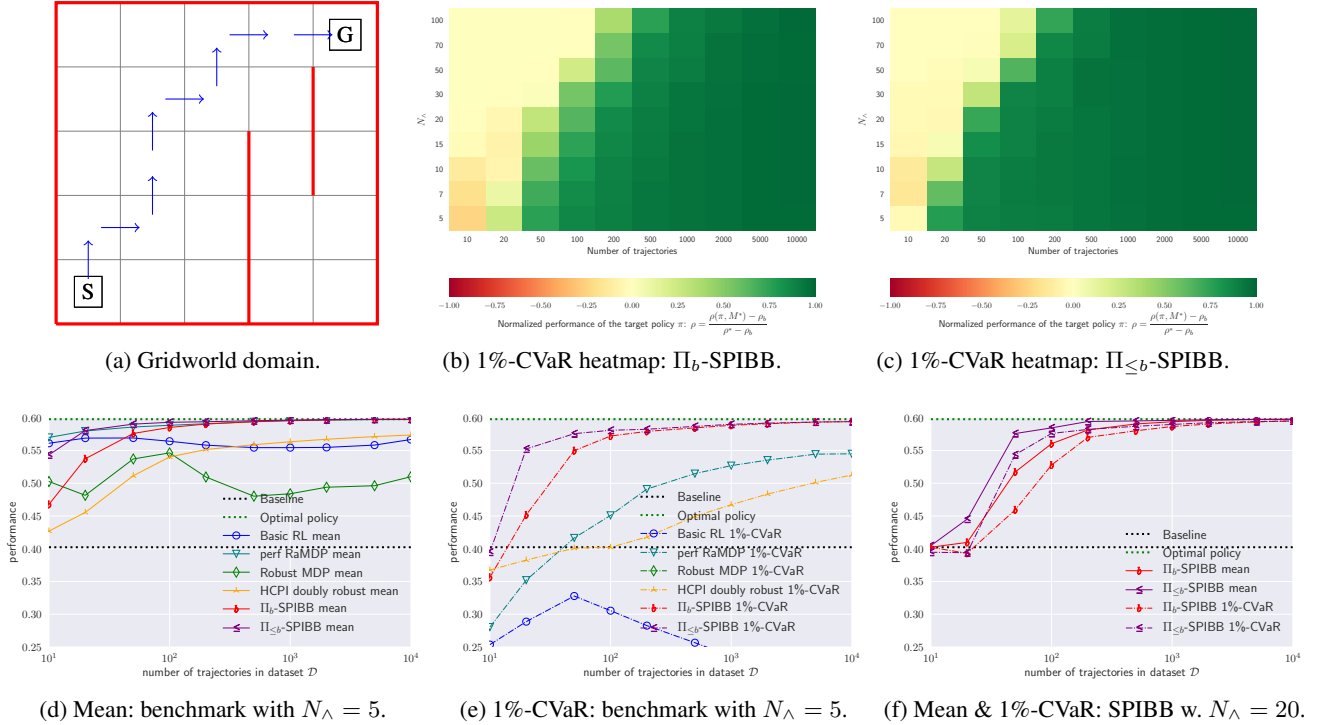 G
S
(a) Gridworld domain.
100
70
50
30
20
15
10
7
5
N∧
10 20 50 100 200 500 1000 2000 5000 10000
Number of trajectories
−1.00 −0.75 −0.50 −0.25 0.00 0.25 0.50 0.75 1.00
Normalized performance of the target policy π: ρ = (ρ(π, M*) − ρb) / (ρ* − ρb)
(b) 1%-CVaR heatmap: Πb-SPIBB.
100
70
50
30
20
15
10
7
5
N∧
10 20 50 100 200 500 1000 2000 5000 10000
Number of trajectories
−1.00 −0.75 −0.50 −0.25 0.00 0.25 0.50 0.75 1.00
Normalized performance of the target policy π: ρ = (ρ(π, M*) − ρb) / (ρ* − ρb)
(c) 1%-CVaR heatmap: Π≤b-SPIBB.
0.60
0.55
0.50
0.45
0.40
0.35
0.30
0.25
performance
Baseline
Optimal policy
Basic RL mean
perf RaMDP mean
Robust MDP mean
HCPI doubly robust mean
Πb-SPIBB mean
Π≤b-SPIBB mean
10¹ 10² 10³ 10⁴
number of trajectories in dataset 𝒟
(d) Mean: benchmark with N∧ = 5.
0.60
0.55
0.50
0.45
0.40
0.35
0.30
0.25
performance
Baseline
Optimal policy
Basic RL 1%-CVaR
perf RaMDP 1%-CVaR
Robust MDP 1%-CVaR
HCPI doubly robust 1%-CVaR
Πb-SPIBB 1%-CVaR
Π≤b-SPIBB 1%-CVaR
10¹ 10² 10³ 10⁴
number of trajectories in dataset 𝒟
(e) 1%-CVaR: benchmark with N∧ = 5.
0.60
0.55
0.50
0.45
0.40
0.35
0.30
0.25
performance
Baseline
Optimal policy
Πb-SPIBB mean
Π≤b-SPIBB mean
Πb-SPIBB 1%-CVaR
Π≤b-SPIBB 1%-CVaR
10¹ 10² 10³ 10⁴
number of trajectories in dataset 𝒟
(f) Mean & 1%-CVaR: SPIBB w. N∧ = 20.